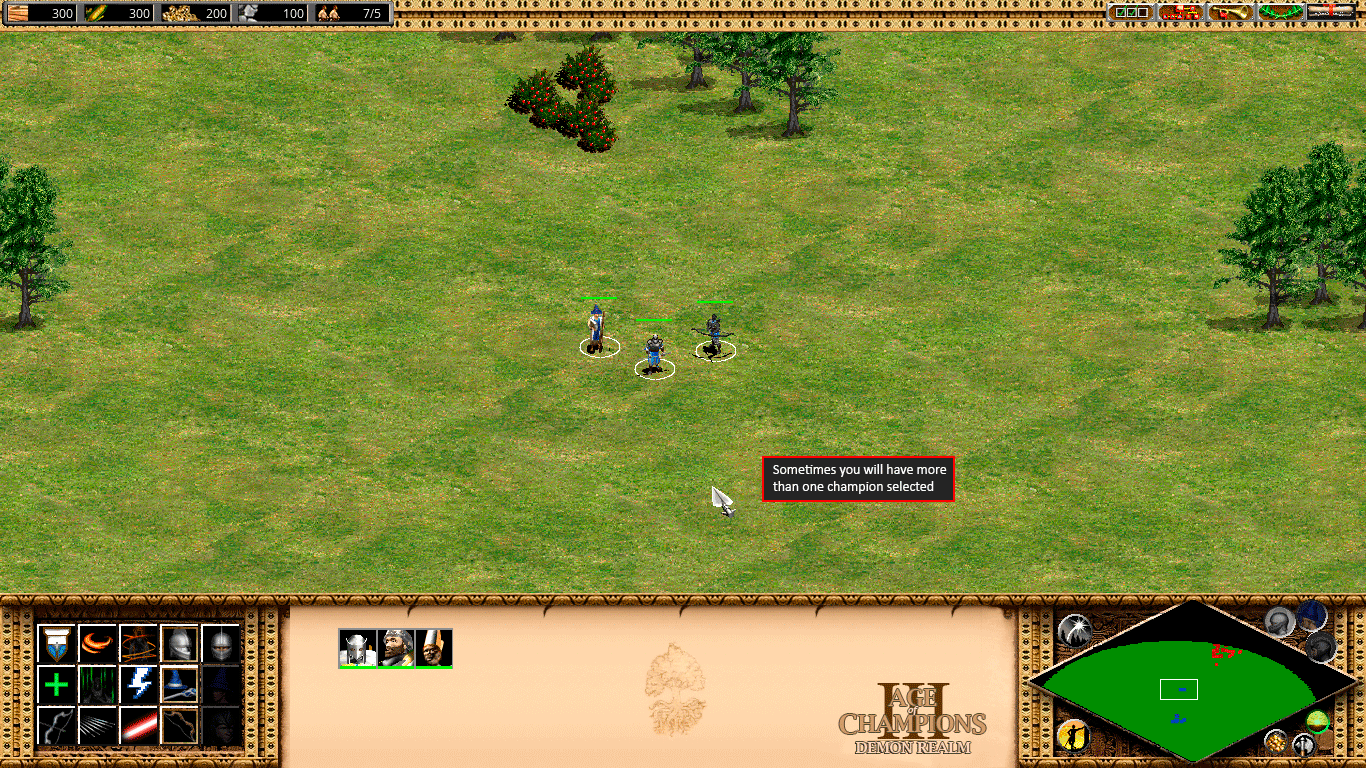 300 300 200 100 7/5
Sometimes you will have more
than one champion selected
III
AGE
of
CHAMPIONS
DEMON REALM